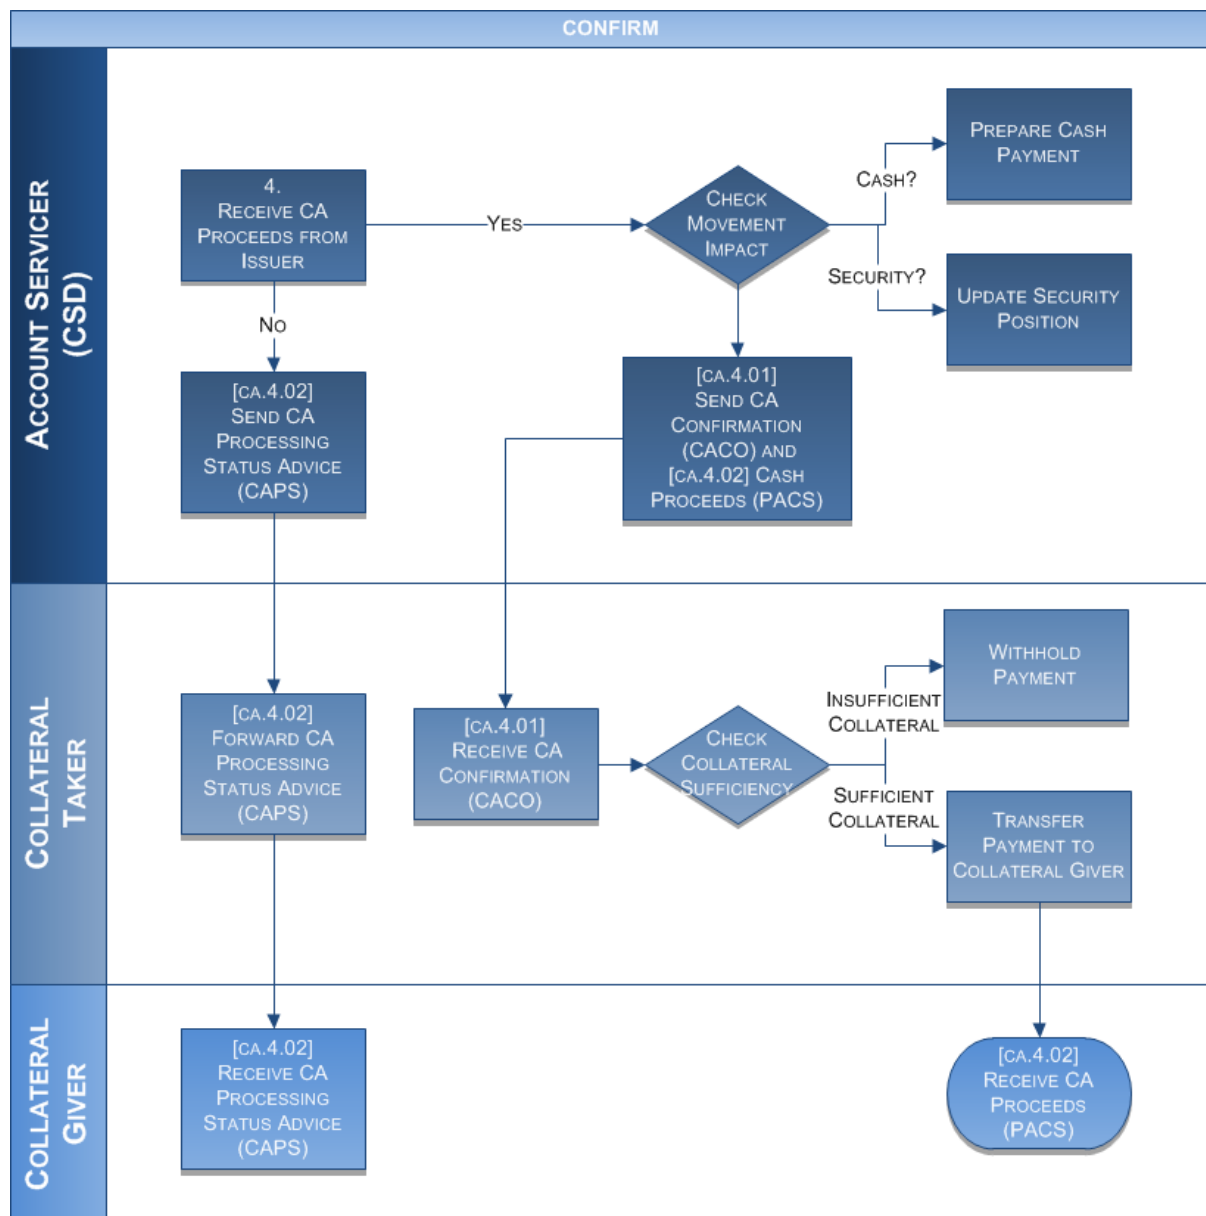 CONFIRM
ACCOUNT SERVICER
(CSD)
4.
RECEIVE CA
PROCEEDS FROM
ISSUER
YES
NO
CHECK
MOVEMENT
IMPACT
CASH?
SECURITY?
PREPARE CASH
PAYMENT
UPDATE SECURITY
POSITION
[CA.4.02]
SEND CA
PROCESSING
STATUS ADVICE
(CAPS)
[CA.4.01]
SEND CA
CONFIRMATION
(CACO) AND
[CA.4.02] CASH
PROCEEDS (PACS)
COLLATERAL
TAKER
[CA.4.02]
FORWARD CA
PROCESSING
STATUS ADVICE
(CAPS)
[CA.4.01]
RECEIVE CA
CONFIRMATION
(CACO)
CHECK
COLLATERAL
SUFFICIENCY
INSUFFICIENT
COLLATERAL
SUFFICIENT
COLLATERAL
WITHHOLD
PAYMENT
TRANSFER
PAYMENT TO
COLLATERAL GIVER
COLLATERAL
GIVER
[CA.4.02]
RECEIVE CA
PROCESSING
STATUS ADVICE
(CAPS)
[CA.4.02]
RECEIVE CA
PROCEEDS
(PACS)